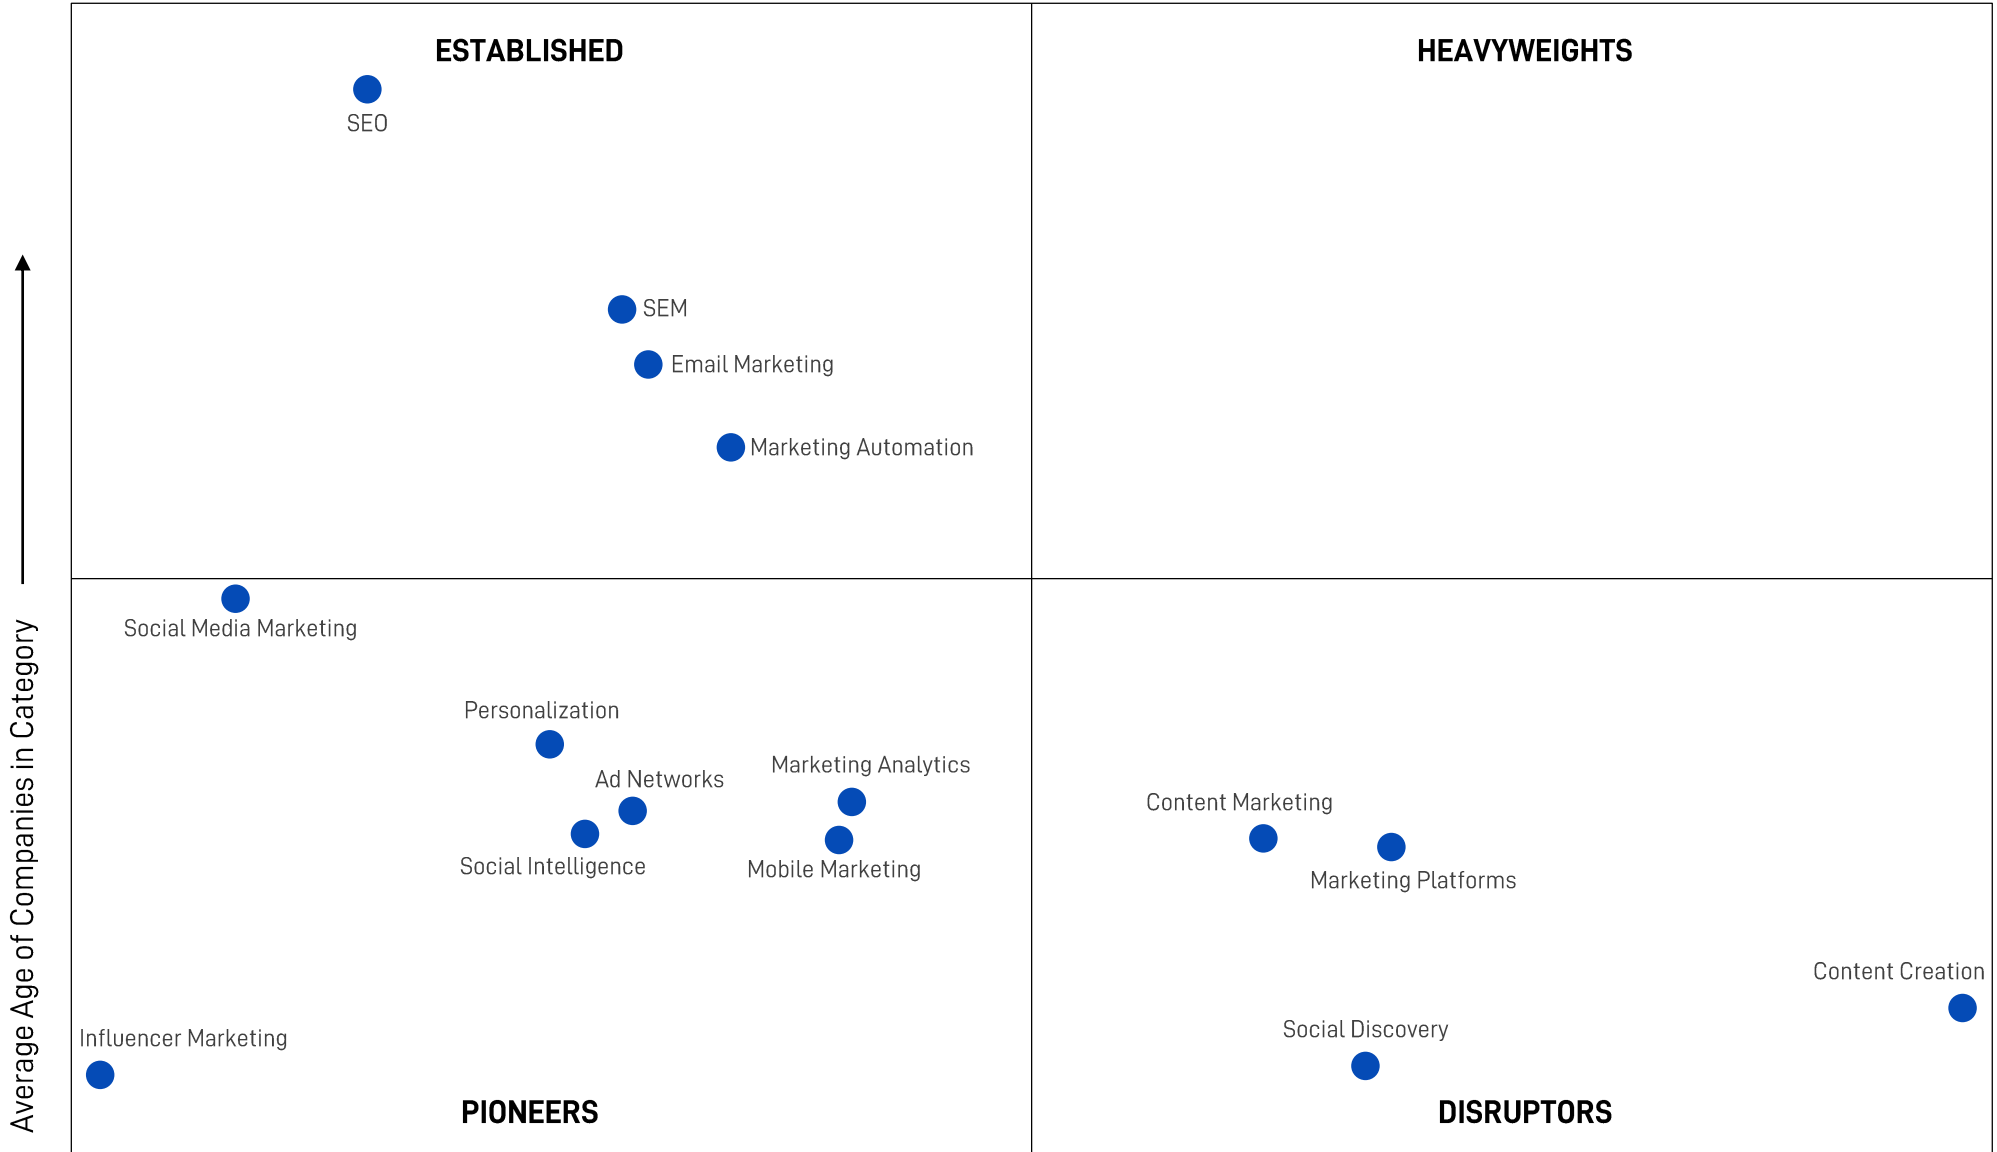 ESTABLISHED
HEAVYWEIGHTS
SEO
SEM
Email Marketing
Marketing Automation
Social Media Marketing
Personalization
Ad Networks
Marketing Analytics
Social Intelligence
Mobile Marketing
Content Marketing
Marketing Platforms
Content Creation
Social Discovery
Influencer Marketing
PIONEERS
DISRUPTORS
Average Age of Companies in Category